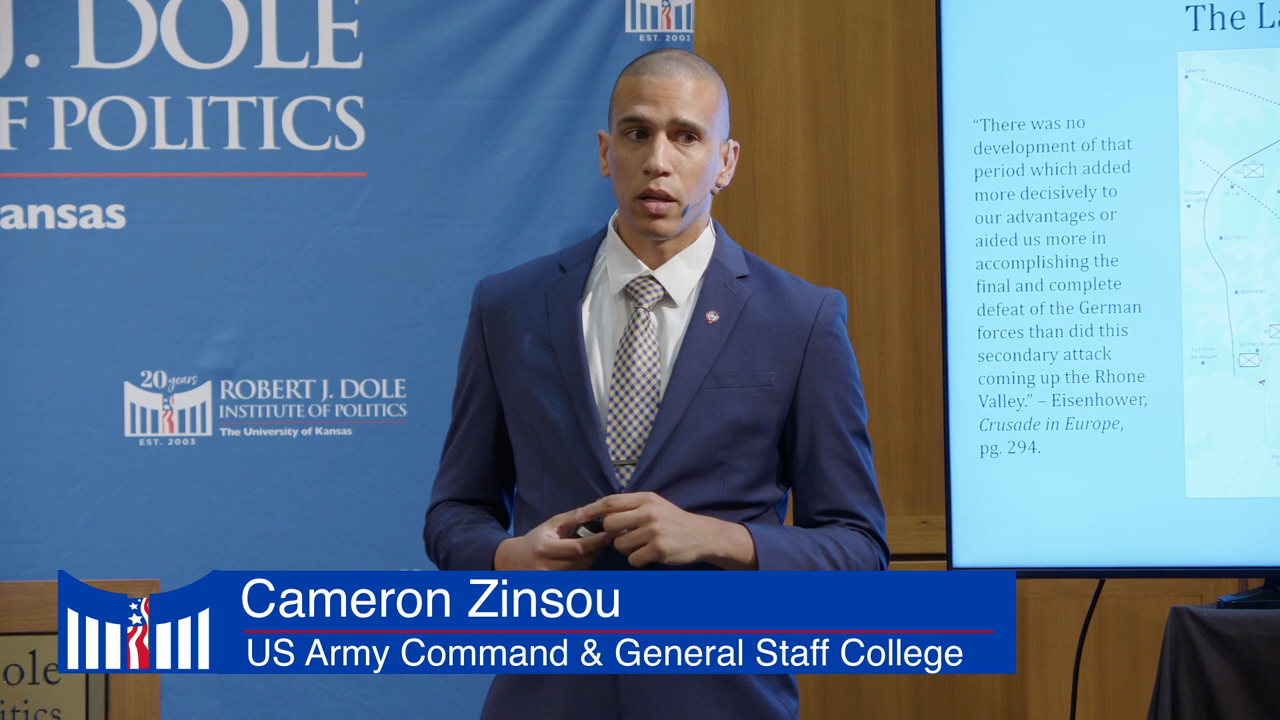 J. DOLE
F POLITICS
ansas
EST. 2003
20 years
ROBERT J. DOLE
INSTITUTE OF POLITICS
The University of Kansas
EST. 2003
The La
“There was no
development of that
period which added
more decisively to
our advantages or
aided us more in
accomplishing the
final and complete
defeat of the German
forces than did this
secondary attack
coming up the Rhone
Valley.” – Eisenhower,
Crusade in Europe,
pg. 294.
Cameron Zinsou
US Army Command & General Staff College
ole
itics